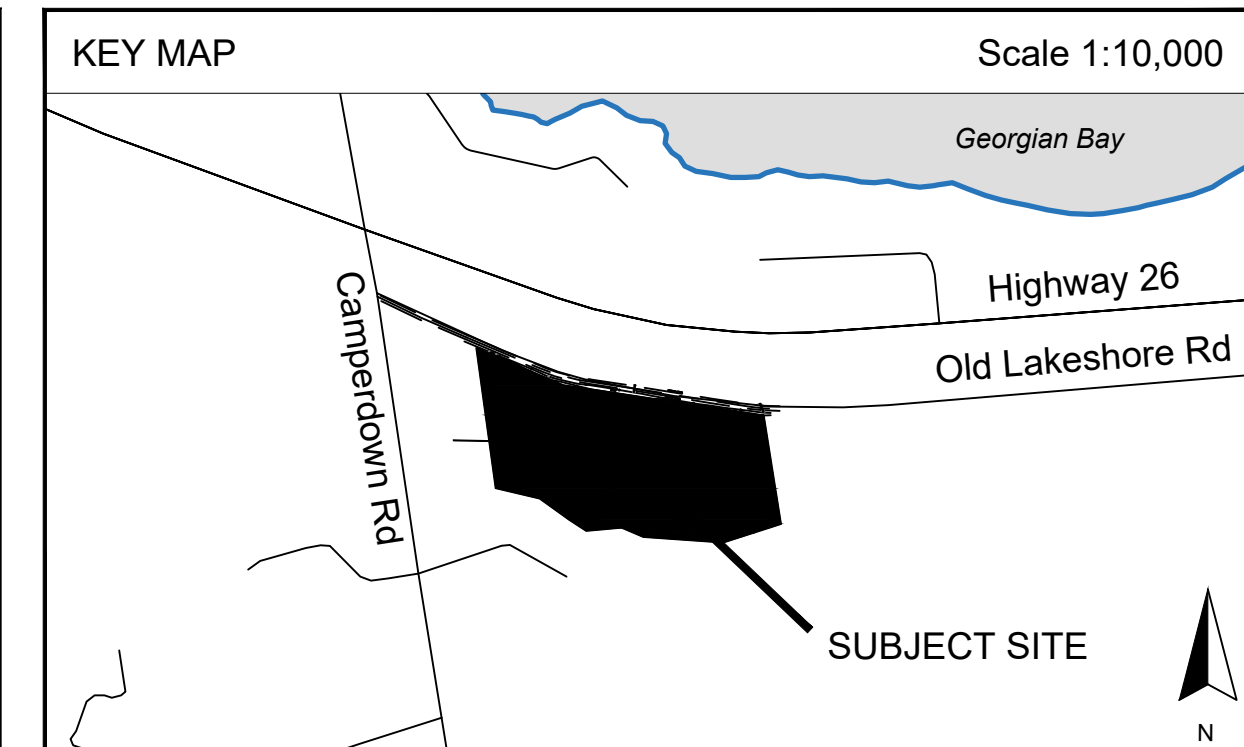 KEY MAP Scale 1:10,000
Georgian Bay
Highway 26
Old Lakeshore Rd
Camperdown Rd
SUBJECT SITE
N